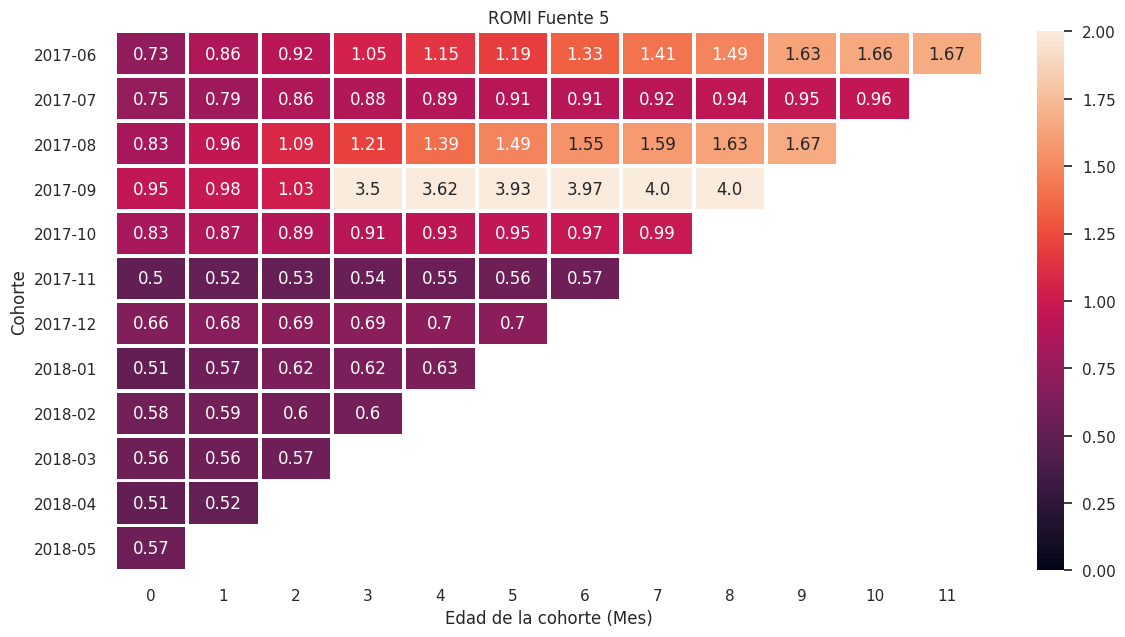 ROMI Fuente 5
2017-06 0.73 0.86 0.92 1.05 1.15 1.19 1.33 1.41 1.49 1.63 1.66 1.67
2017-07 0.75 0.79 0.86 0.88 0.89 0.91 0.91 0.92 0.94 0.95 0.96
2017-08 0.83 0.96 1.09 1.21 1.39 1.49 1.55 1.59 1.63 1.67
2017-09 0.95 0.98 1.03 3.5 3.62 3.93 3.97 4.0 4.0
2017-10 0.83 0.87 0.89 0.91 0.93 0.95 0.97 0.99
2017-11 0.5 0.52 0.53 0.54 0.55 0.56 0.57
2017-12 0.66 0.68 0.69 0.69 0.7 0.7
2018-01 0.51 0.57 0.62 0.62 0.63
2018-02 0.58 0.59 0.6 0.6
2018-03 0.56 0.56 0.57
2018-04 0.51 0.52
2018-05 0.57
0 1 2 3 4 5 6 7 8 9 10 11
Edad de la cohorte (Mes)
Cohorte
2.00
1.75
1.50
1.25
1.00
0.75
0.50
0.25
0.00